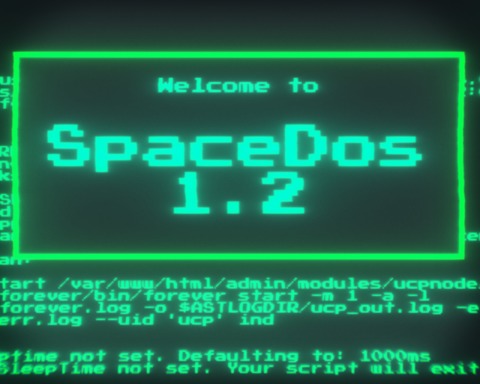 Welcome to
SpaceDos
1.2
tart /var/www/html/admin/modules/ucpnode
forever/bin/forever start -m 1 -a -l
forever.log -o $ASTLOGDIR/ucp_out.log -e
err.log --uid 'ucp' ind
pTime not set. Defaulting to: 1000ms
SleepTime not set. Your script will exit